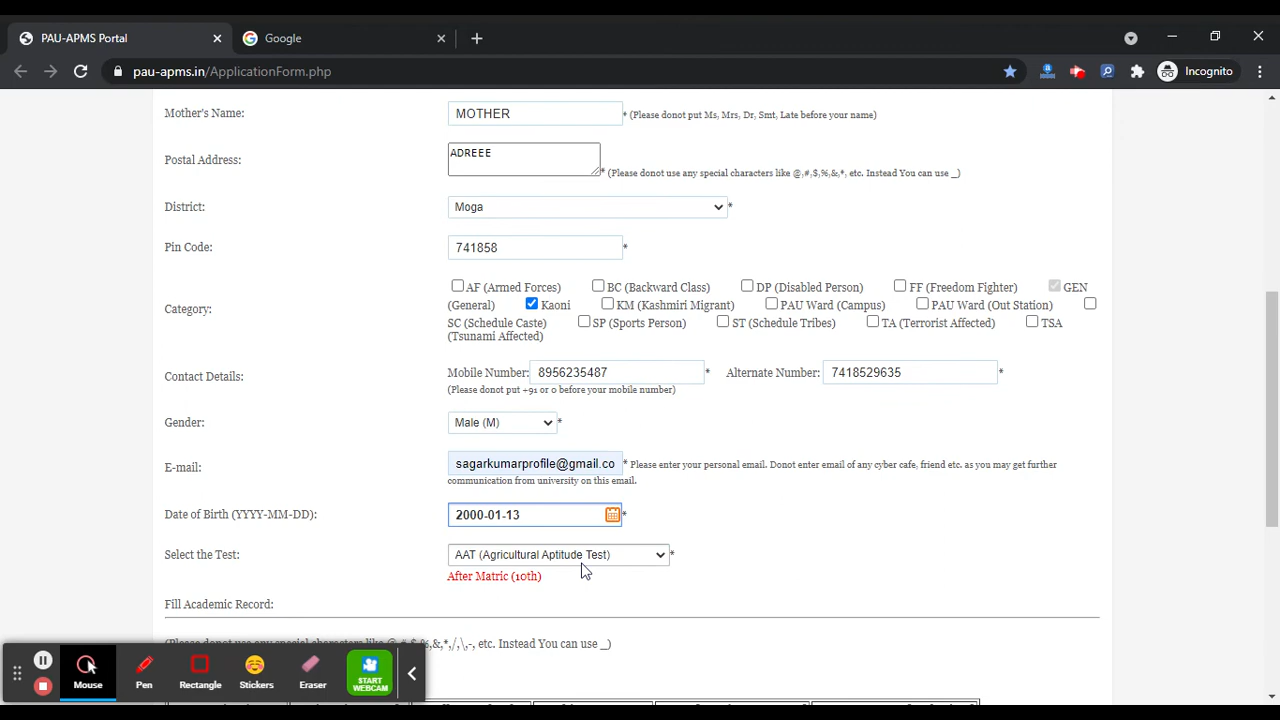 PAU-APMS Portal
Google
pau-apms.in/ApplicationForm.php
Incognito
Mother's Name:
MOTHER
* (Please donot put Ms, Mrs, Dr, Smt, Late before your name)
Postal Address:
ADREEE
* (Please donot use any special characters like @,#,$,%,&,*, etc. Instead You can use _)
District:
Moga
*
Pin Code:
741858
*
Category:
AF (Armed Forces) BC (Backward Class) DP (Disabled Person) FF (Freedom Fighter) GEN
(General) Kaoni KM (Kashmiri Migrant) PAU Ward (Campus) PAU Ward (Out Station)
SC (Schedule Caste) SP (Sports Person) ST (Schedule Tribes) TA (Terrorist Affected) TSA
(Tsunami Affected)
Contact Details:
Mobile Number: 8956235487 * Alternate Number: 7418529635 *
(Please donot put +91 or 0 before your mobile number)
Gender:
Male (M)
*
E-mail:
sagarkumarprofile@gmail.co
* Please enter your personal email. Donot enter email of any cyber cafe, friend etc. as you may get further
communication from university on this email.
Date of Birth (YYYY-MM-DD):
2000-01-13
*
Select the Test:
AAT (Agricultural Aptitude Test)
*
After Matric (10th)
Fill Academic Record:
(Please donot use any special characters like @,#,$,%,&,*,/,\,-, etc. Instead You can use _)
Mouse
Pen
Rectangle
Stickers
Eraser
START
WEBCAM